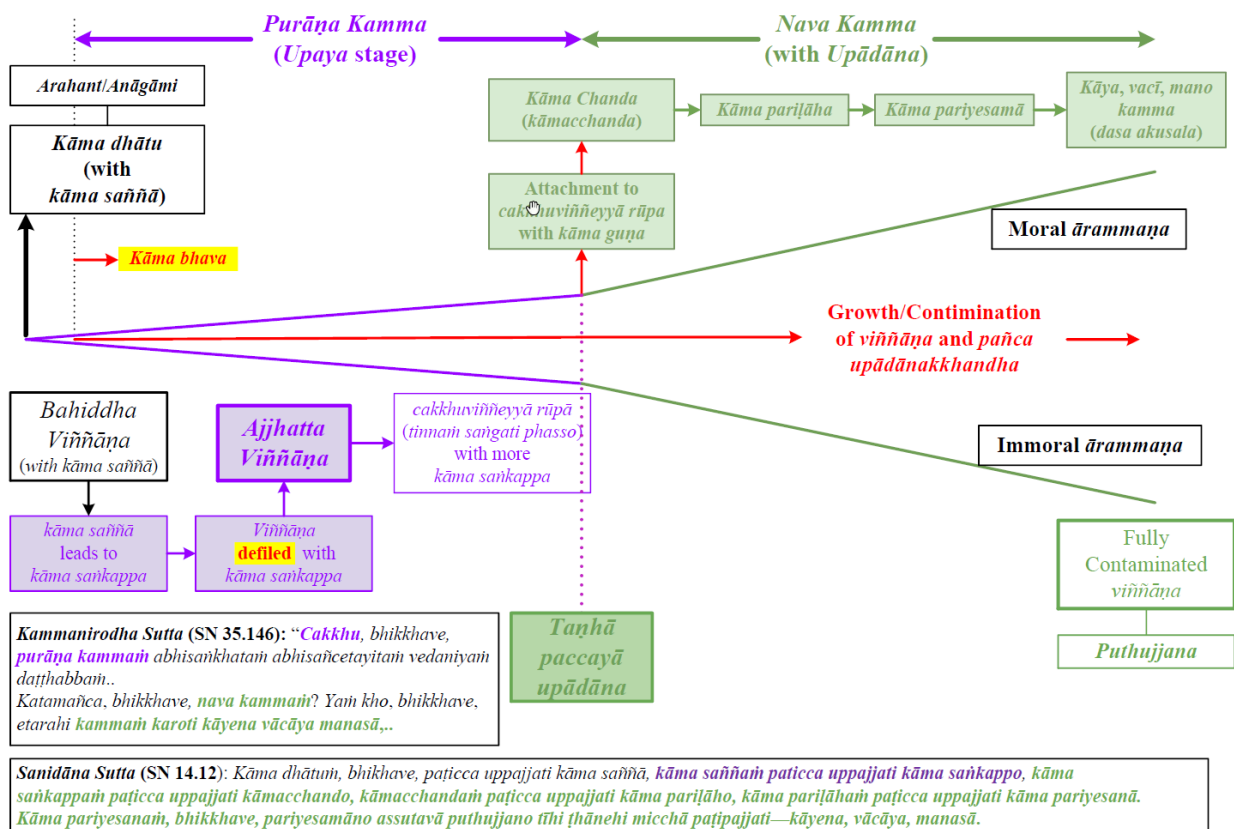 Purāṇa Kamma
(Upaya stage)
Nava Kamma
(with Upādāna)
Arahant/Anāgāmi
Kāma dhātu
(with
kāma saññā)
Kāma bhava
Kāma Chanda
(kāmacchanda)
Kāma pariḷāha
Kāma pariyesamā
Kāya, vacī, mano
kamma
(dasa akusala)
Attachment to
cakkhuviññeyyā rūpa
with kāma guṇa
Moral ārammaṇa
Growth/Contimination
of viññāṇa and pañca
upādānakkhandha
Immoral ārammaṇa
Bahiddha
Viññāṇa
(with kāma saññā)
Ajjhatta
Viññāṇa
cakkhuviññeyyā rūpā
(tinnaṁ saṅgati phasso)
with more
kāma saṅkappa
kāma saññā
leads to
kāma saṅkappa
Viññāṇa
defiled with
kāma saṅkappa
Taṇhā
paccayā
upādāna
Fully
Contaminated
viññāṇa
Puthujjana
Kammanirodha Sutta (SN 35.146): “Cakkhu, bhikkhave,
purāṇa kammaṁ abhisaṅkhataṁ abhisañcetayitaṁ vedaniyaṁ
daṭṭhabbaṁ..
Katamañca, bhikkhave, nava kammaṁ? Yaṁ kho, bhikkhave,
etarahi kammaṁ karoti kāyena vācāya manasā,..
Sanidāna Sutta (SN 14.12): Kāma dhātuṁ, bhikhave, paṭicca uppajjati kāma saññā, kāma saññaṁ paticca uppajjati kāma saṅkappo, kāma
saṅkappaṁ paṭicca uppajjati kāmacchando, kāmacchandaṁ paṭicca uppajjati kāma pariḷāho, kāma pariḷāhaṁ paṭicca uppajjati kāma pariyesanā.
Kāma pariyesanaṁ, bhikkhave, pariyesamāno assutavā puthujjano tīhi ṭhānehi micchā paṭipajjati—kāyena, vācāya, manasā.